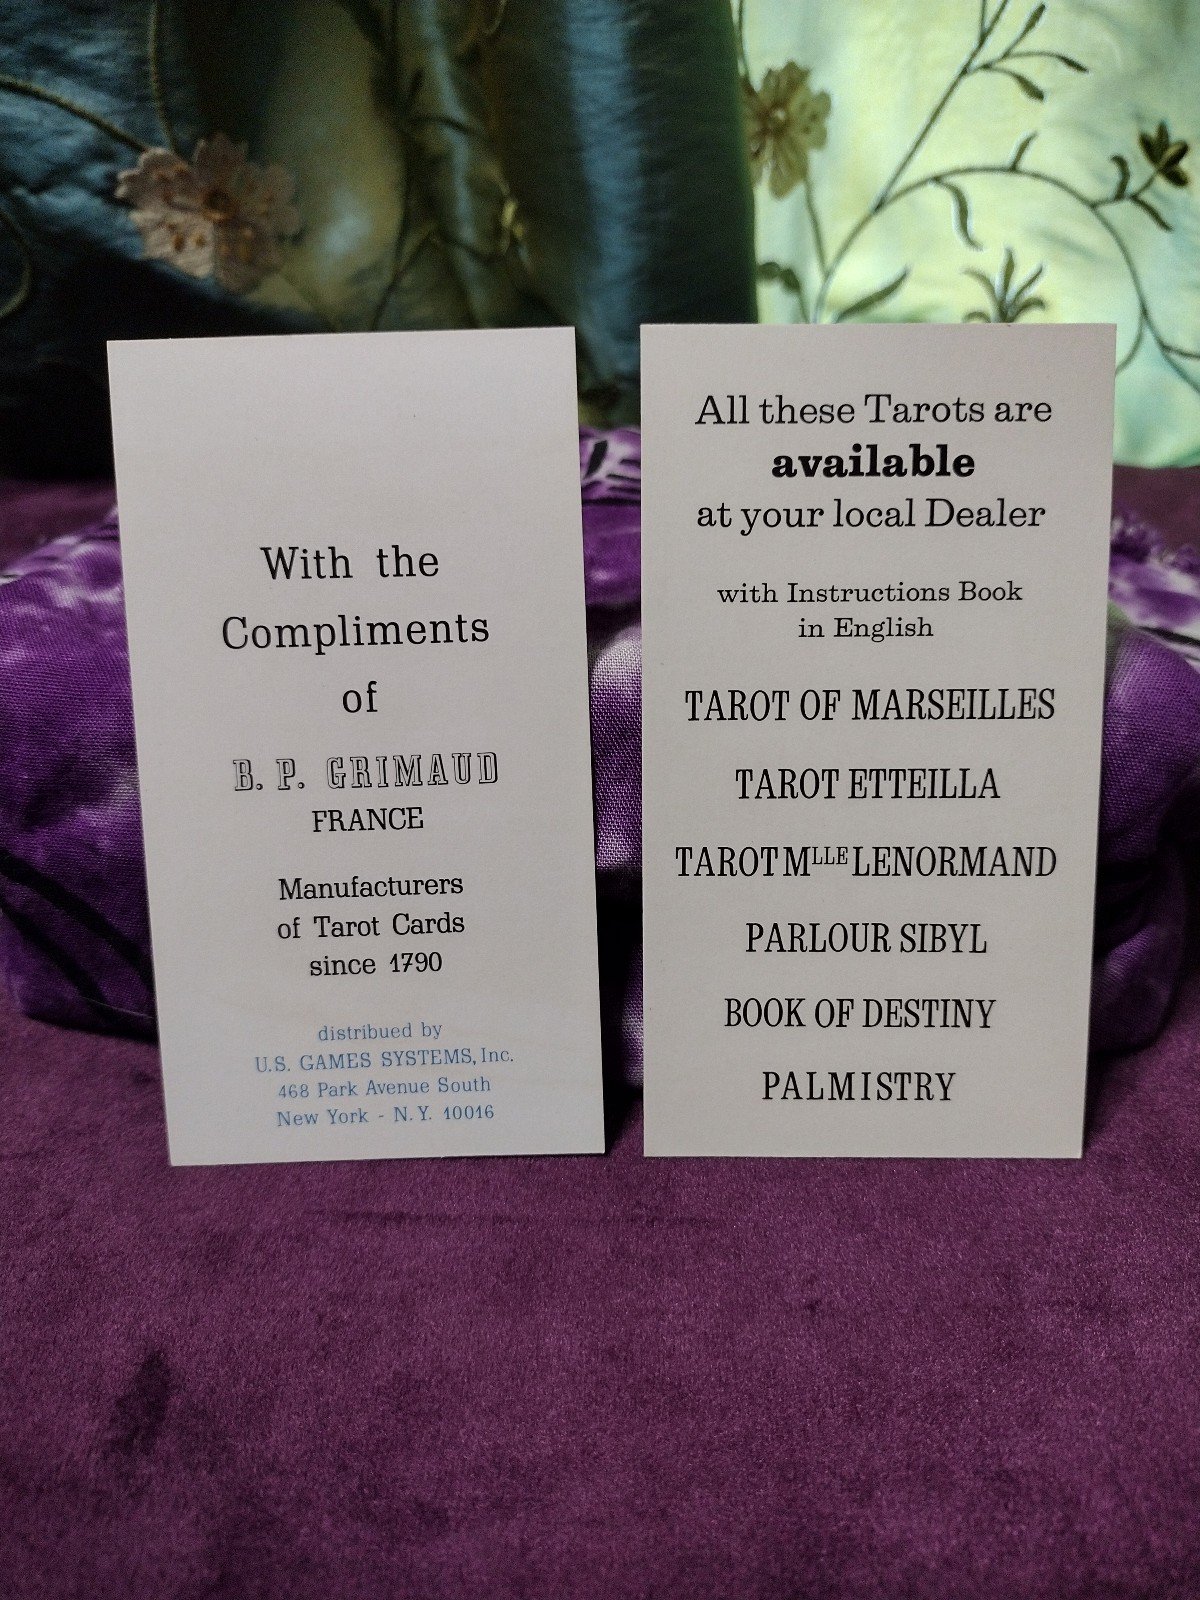 With the
Compliments
of
B. P. GRIMAUD
FRANCE
Manufacturers
of Tarot Cards
since 1790
distribued by
U.S. GAMES SYSTEMS, Inc.
468 Park Avenue South
New York - N.Y. 10016
All these Tarots are
available
at your local Dealer
with Instructions Book
in English
TAROT OF MARSEILLES
TAROT ETTEILLA
TAROT MLLE LENORMAND
PARLOUR SIBYL
BOOK OF DESTINY
PALMISTRY